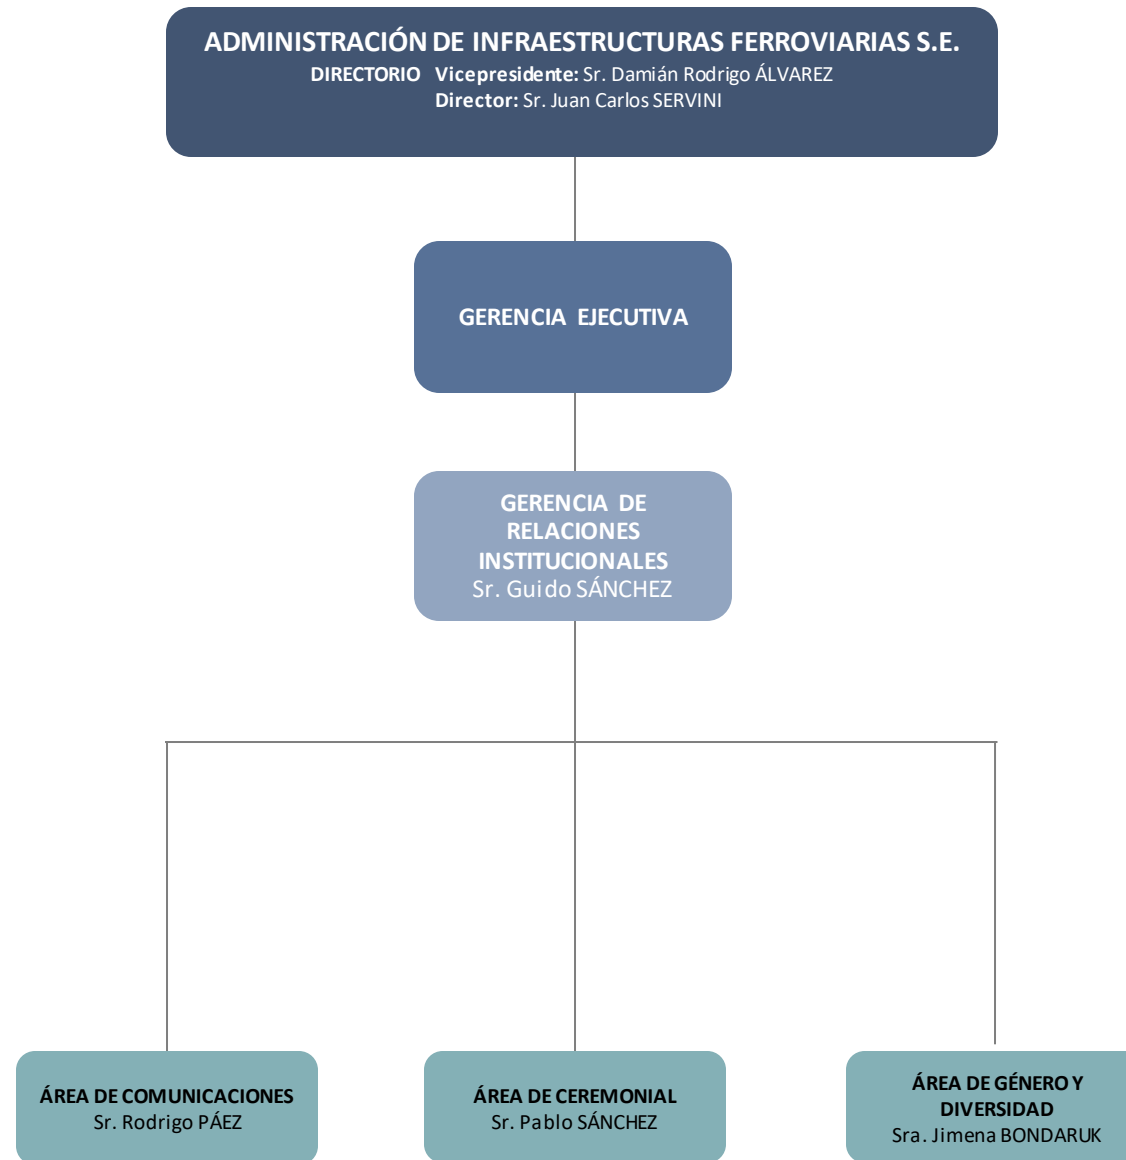 ADMINISTRACIÓN DE INFRAESTRUCTURAS FERROVIARIAS S.E.
DIRECTORIO Vicepresidente: Sr. Damián Rodrigo ÁLVAREZ
Director: Sr. Juan Carlos SERVINI
GERENCIA EJECUTIVA
GERENCIA DE
RELACIONES
INSTITUCIONALES
Sr. Guido SÁNCHEZ
ÁREA DE COMUNICACIONES
Sr. Rodrigo PÁEZ
ÁREA DE CEREMONIAL
Sr. Pablo SÁNCHEZ
ÁREA DE GÉNERO Y
DIVERSIDAD
Sra. Jimena BONDARUK